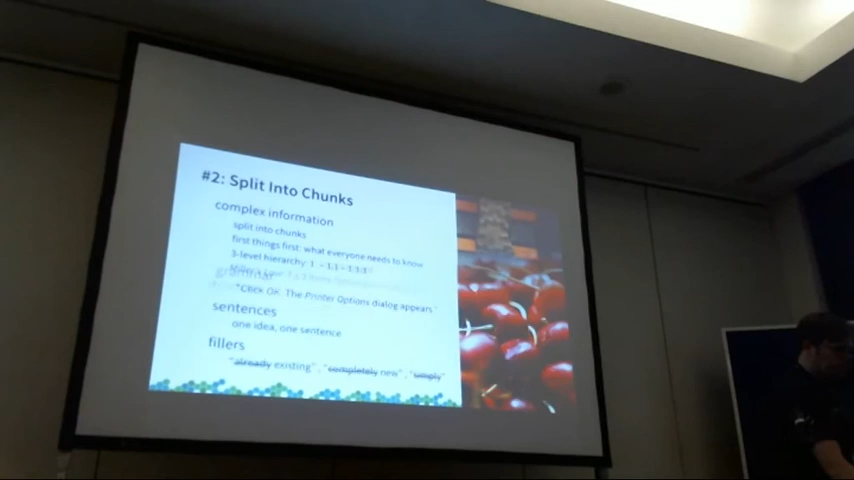 #2: Split Into Chunks
complex information
split into chunks
first things first: what everyone needs to know
3-level hierarchy: 1 – 1.1 – 1.1.1
grammar
"Click OK. The Printer Options dialog appears."
sentences
one idea, one sentence
fillers
"already existing", "completely new", "simply"